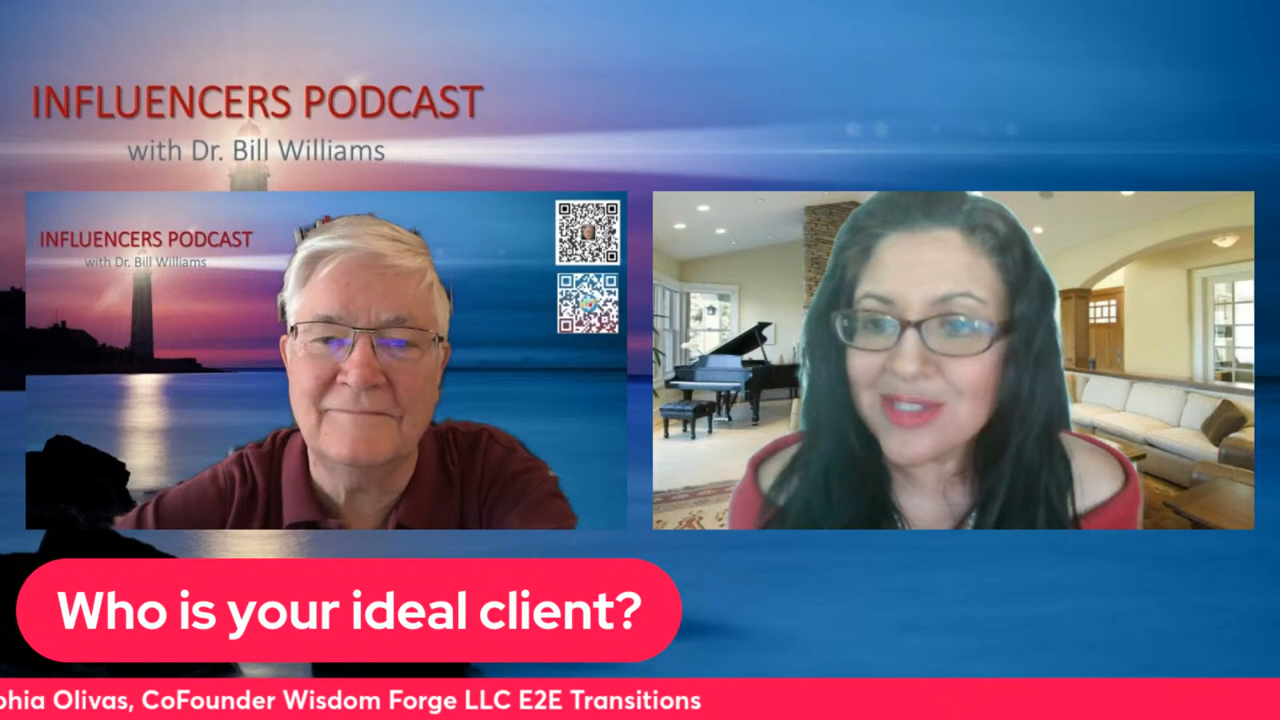 INFLUENCERS PODCAST
with Dr. Bill Williams
INFLUENCERS PODCAST
with Dr. Bill Williams
Who is your ideal client?
phia Olivas, CoFounder Wisdom Forge LLC E2E Transitions